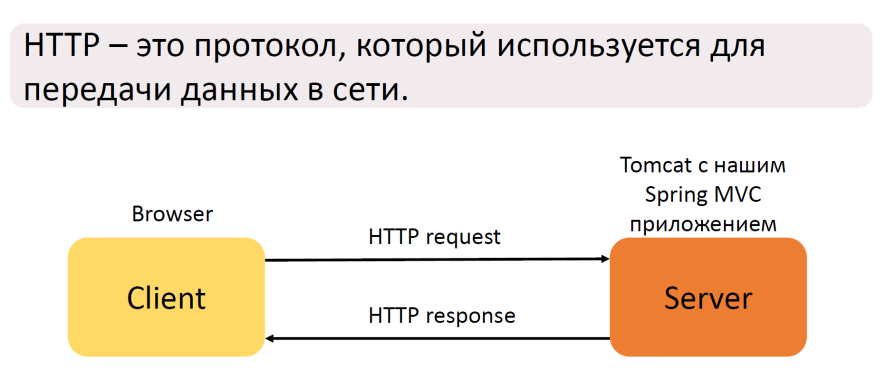 HTTP – это протокол, который используется для
передачи данных в сети.
Tomcat с нашим
Spring MVC
приложением
Browser
HTTP request
Client
Server
HTTP response